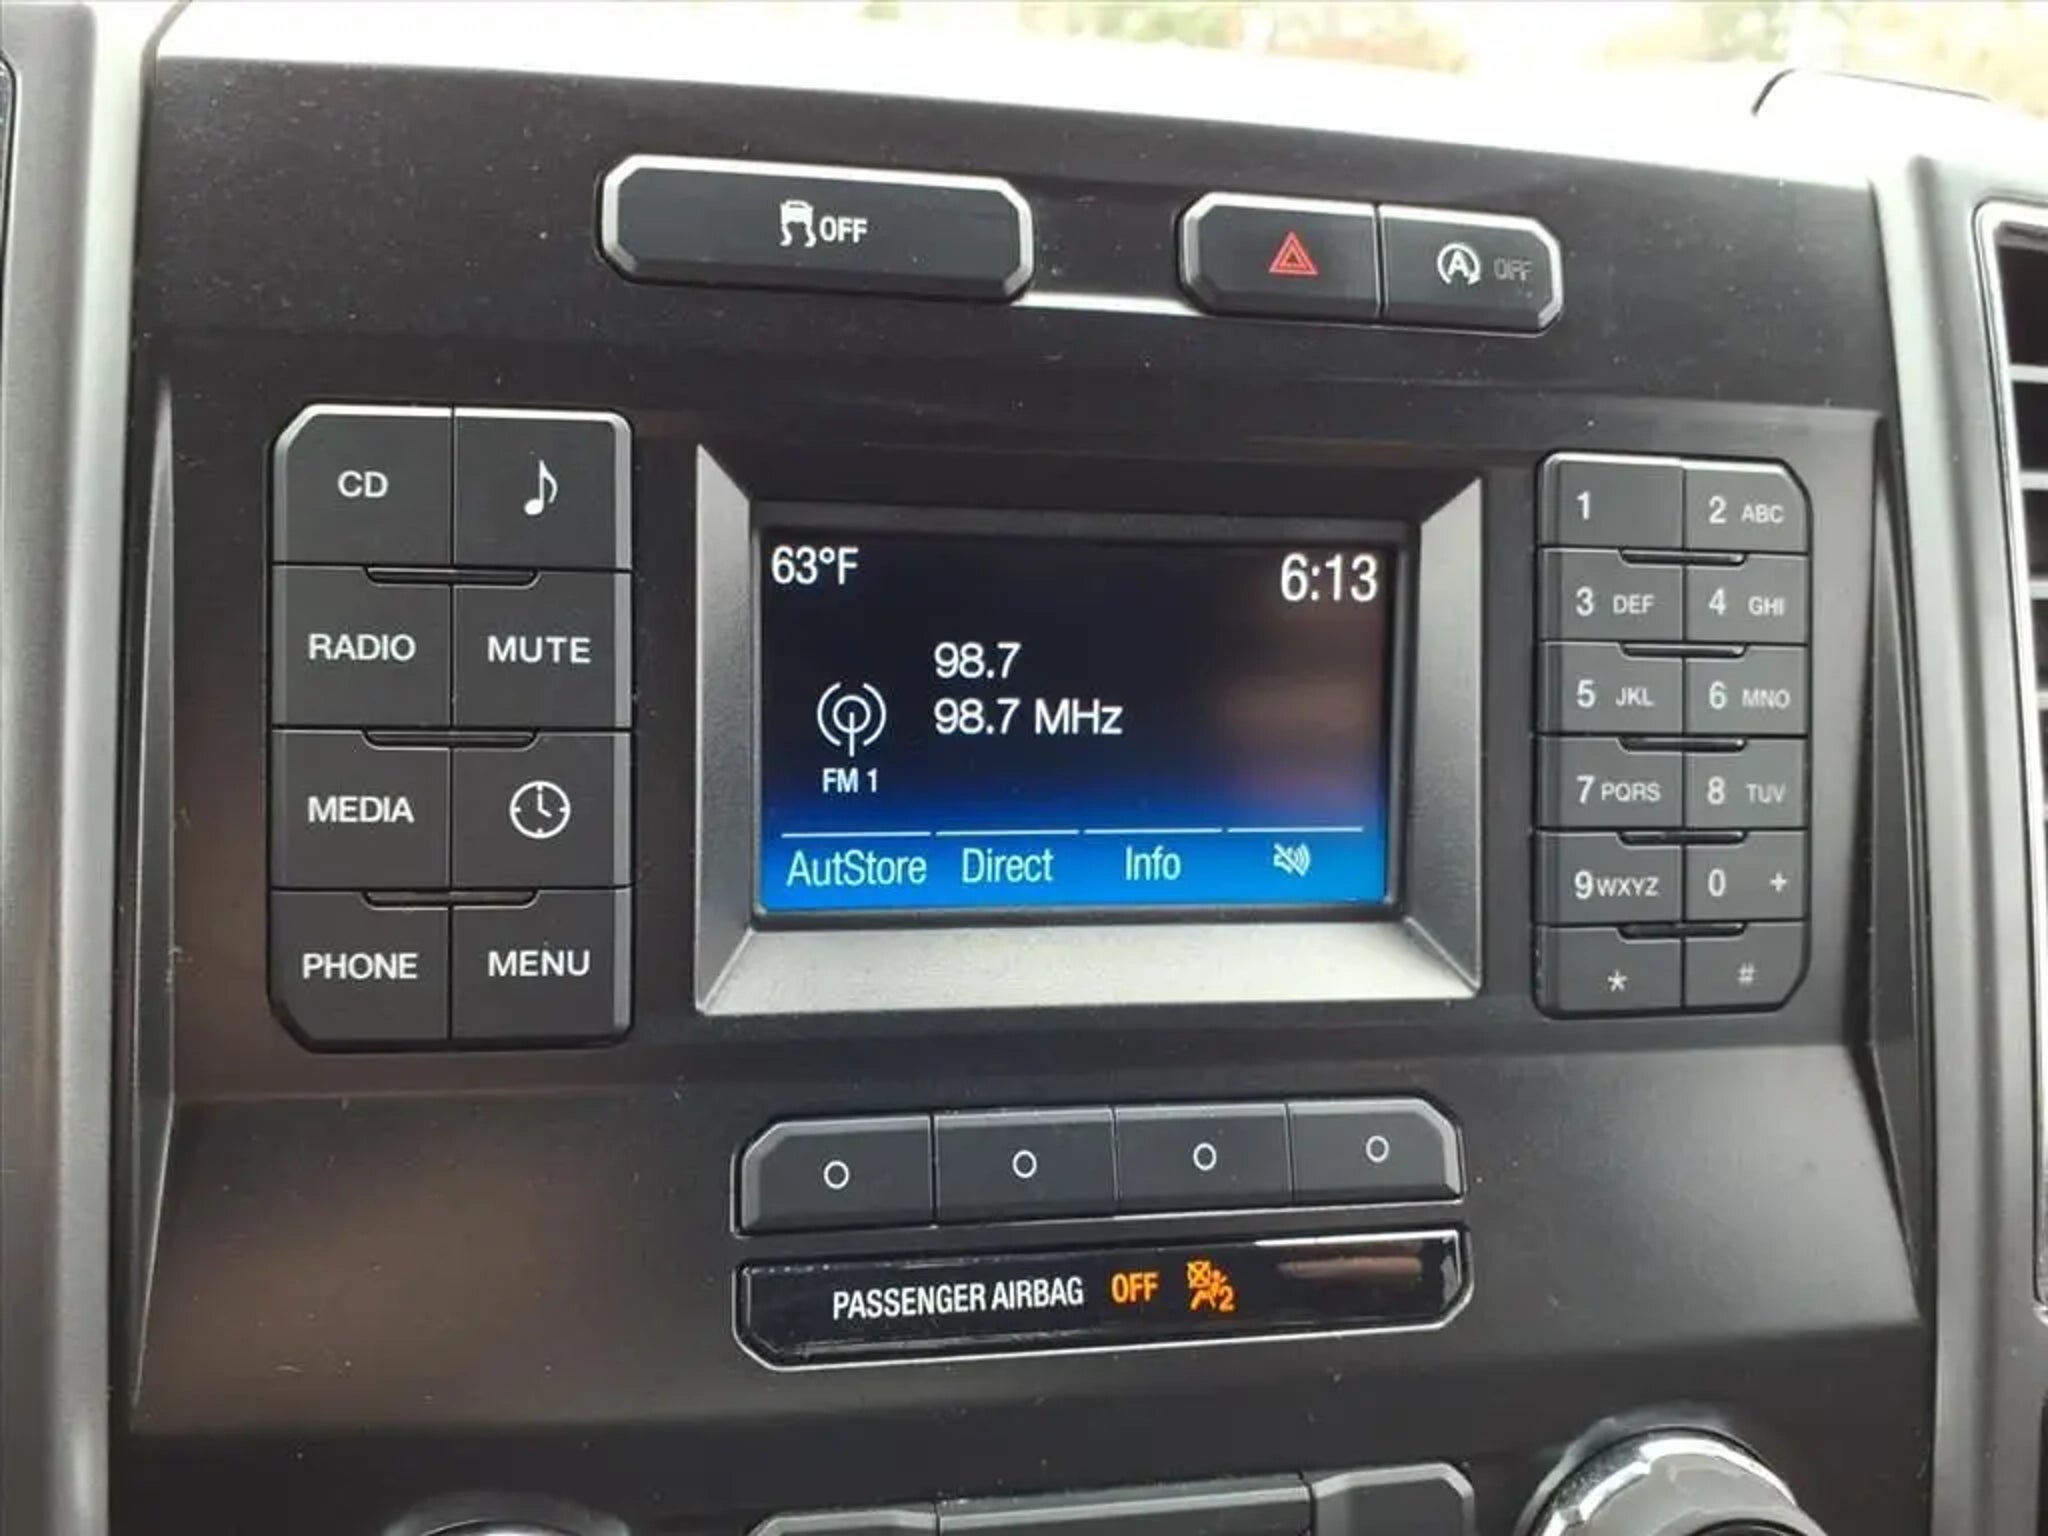 OFF
A OFF
CD
RADIO MUTE
MEDIA
PHONE MENU
63°F 6:13
98.7
98.7 MHz
FM 1
AutStore Direct Info
1 2 ABC
3 DEF 4 GHI
5 JKL 6 MNO
7 PQRS 8 TUV
9 WXYZ 0 +
* #
PASSENGER AIRBAG OFF 2